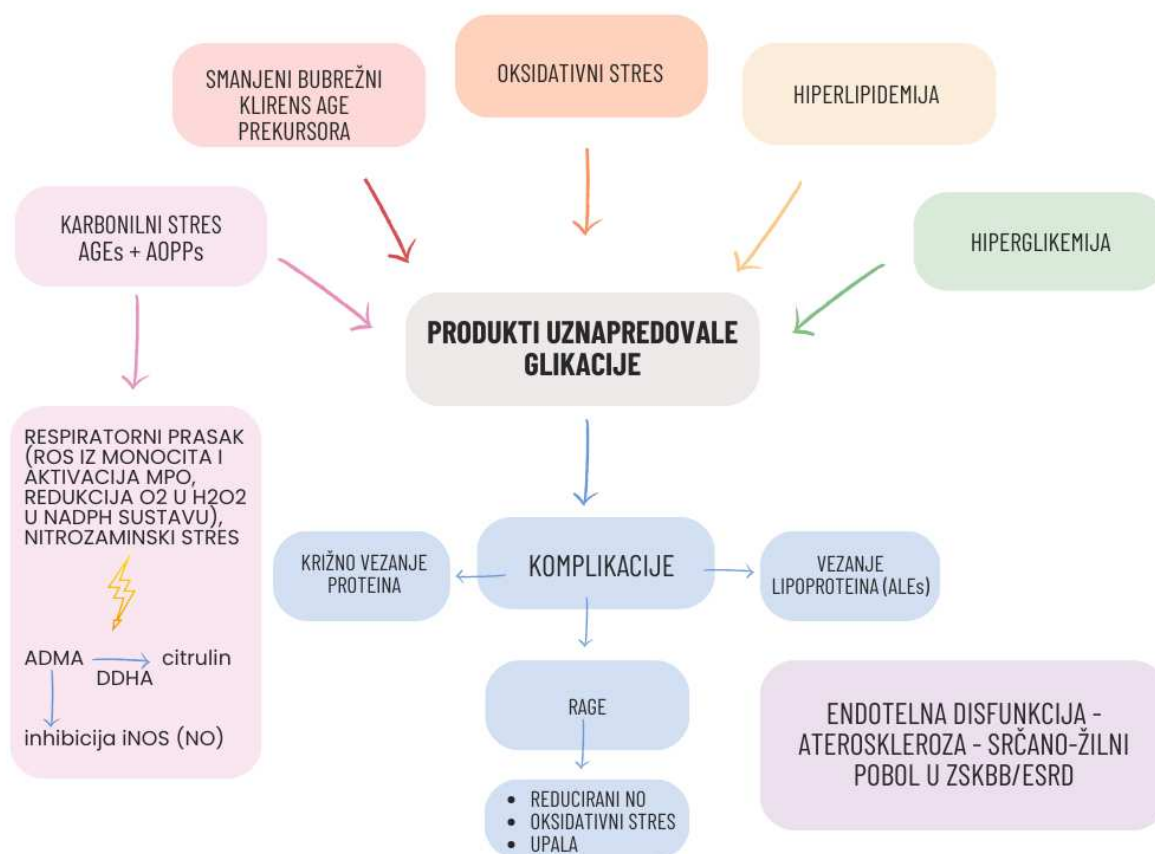 OKSIDATIVNI STRES
SMANJENI BUBREŽNI
KLIRENS AGE
PREKURSORA
HIPERLIPIDEMIJA
KARBONILNI STRES
AGEs + AOPPs
HIPERGLIKEMIJA
PRODUKTI UZNAPREDOVALE
GLIKACIJE
RESPIRATORNI PRASAK
(ROS IZ MONOCITA I
AKTIVACIJA MPO,
REDUKCIJA O2 U H2O2
U NADPH SUSTAVU),
NITROZAMINSKI STRES
ADMA
citrulin
DDHA
inhibicija iNOS (NO)
KRIŽNO VEZANJE
PROTEINA
KOMPLIKACIJE
VEZANJE
LIPOPROTEINA (ALEs)
RAGE
• REDUCIRANI NO
• OKSIDATIVNI STRES
• UPALA
ENDOTELNA DISFUNKCIJA -
ATEROSKLEROZA - SRČANO-ŽILNI
POBOL U ZSKBB/ESRD